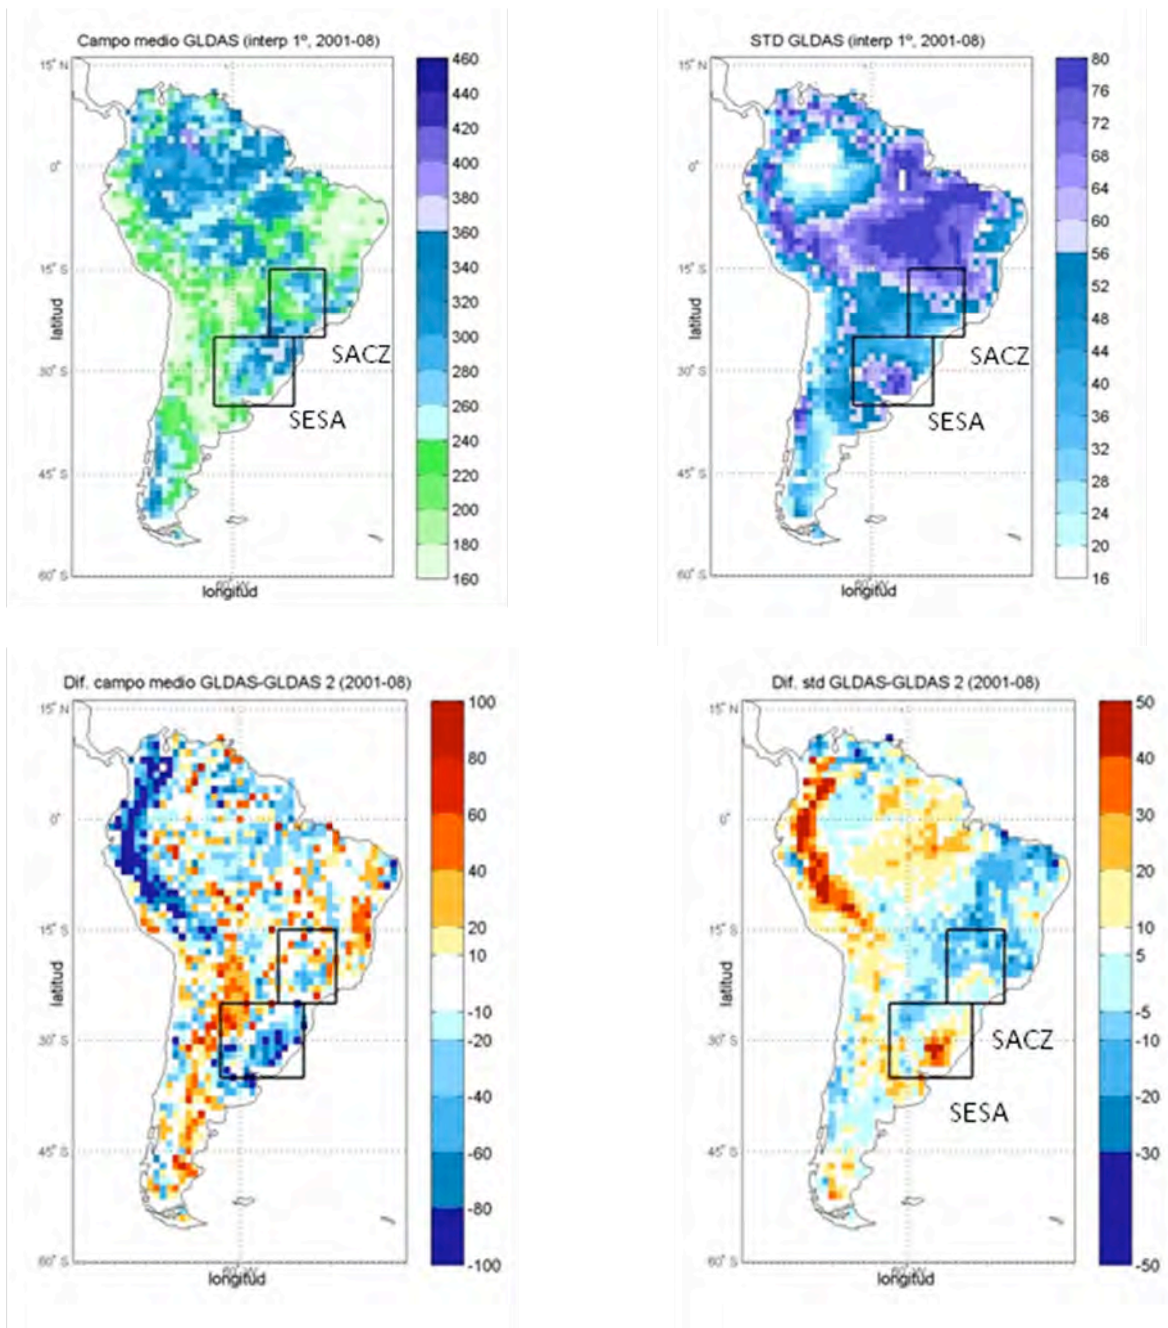 Campo medio GLDAS (interp 1º, 2001-08)
15° N
0°
15° S
30° S
45° S
60° S
latitud
longitud
SACZ
SESA
460
440
420
400
380
360
340
320
300
280
260
240
220
200
180
160
STD GLDAS (interp 1º, 2001-08)
15° N
0°
15° S
30° S
45° S
60° S
latitud
longitud
SACZ
SESA
80
76
72
68
64
60
56
52
48
44
40
36
32
28
24
20
16
Dif. campo medio GLDAS-GLDAS 2 (2001-08)
15° N
0°
15° S
30° S
45° S
60° S
latitud
longitud
100
80
60
40
20
10
-10
-20
-40
-60
-80
-100
Dif. std GLDAS-GLDAS 2 (2001-08)
15° N
0°
15° S
30° S
45° S
60° S
latitud
longitud
SACZ
SESA
50
40
30
20
10
5
-5
-10
-20
-30
-50